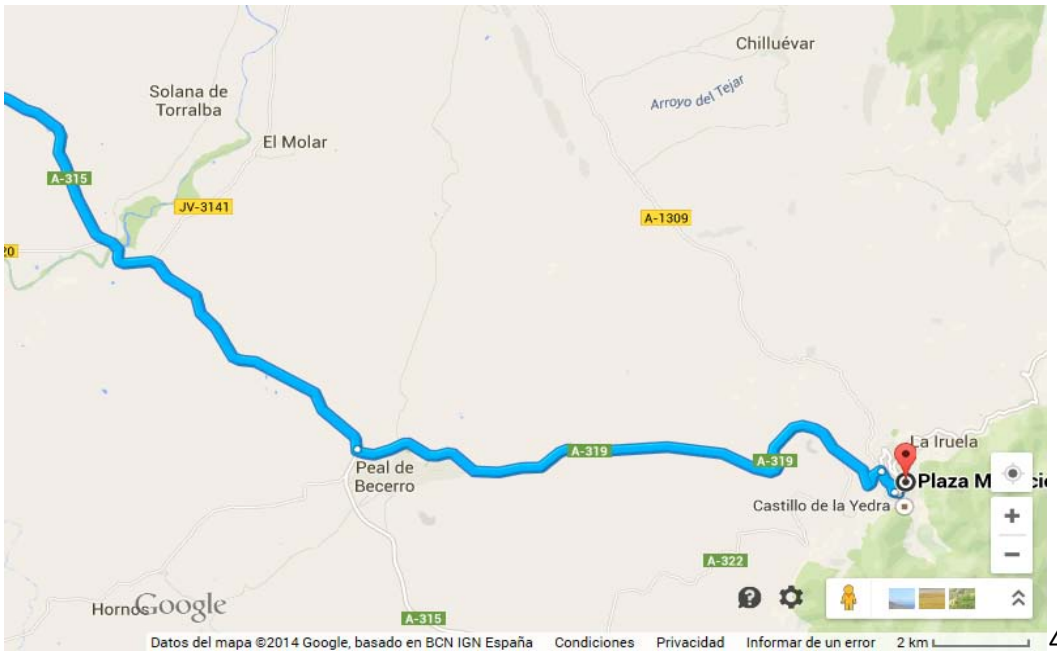 Chilluévar
Solana de
Torralba
Arroyo del Tejar
El Molar
A-315
JV-3141
A-1309
20
La Iruela
A-319
A-319
Peal de
Becerro
Plaza M
Castillo de la Yedra
A-322
Hornos
Google
A-315
Datos del mapa ©2014 Google, basado en BCN IGN España Condiciones Privacidad Informar de un error 2 km